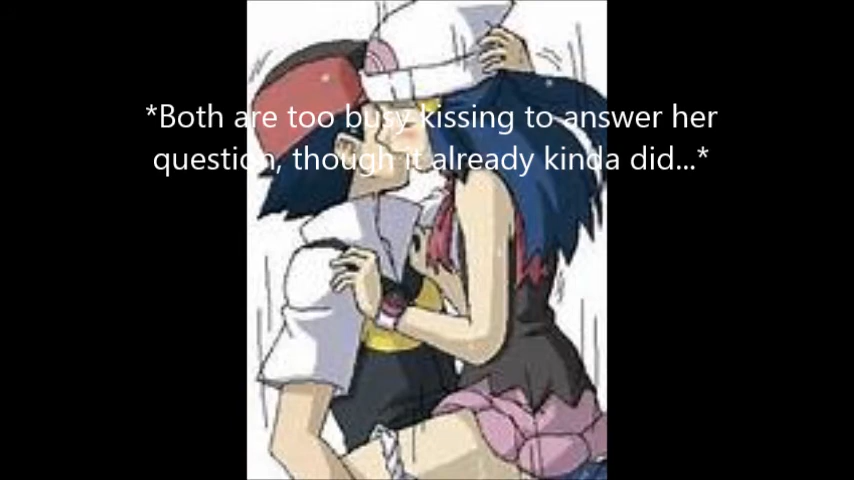 *Both are too busy kissing to answer her
question, though it already kinda did...*